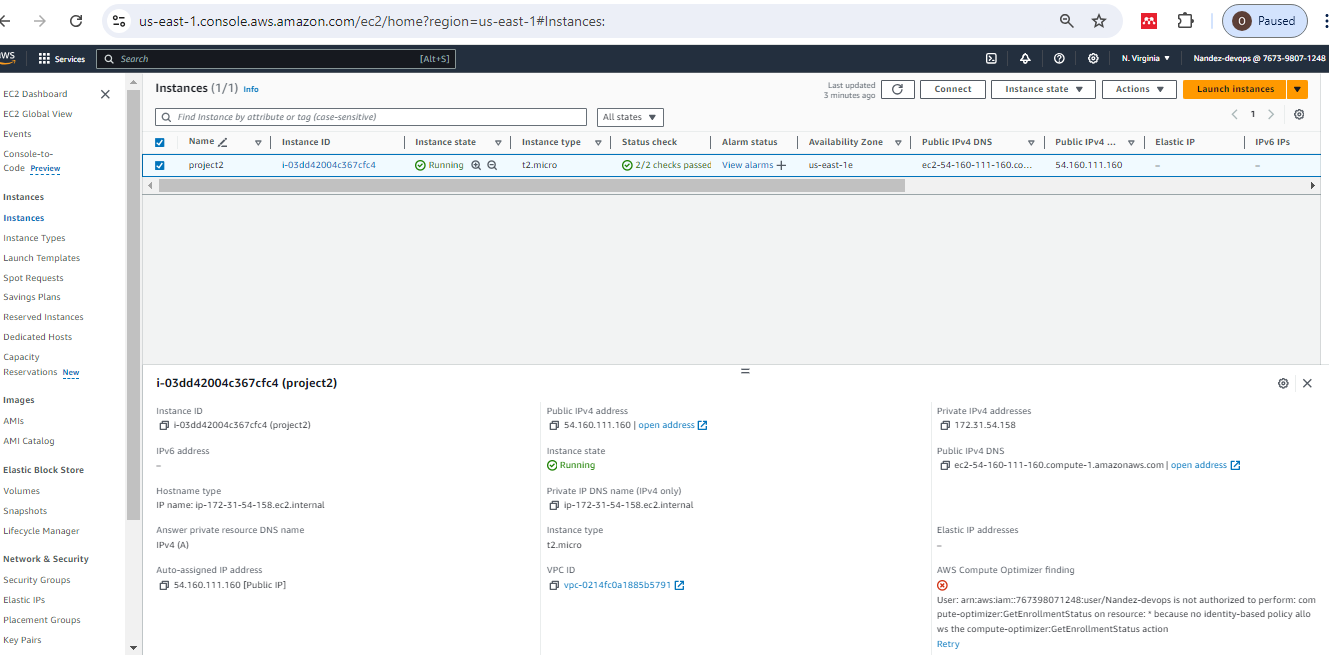 us-east-1.console.aws.amazon.com/ec2/home?region=us-east-1#Instances:
O Paused
aws Services Search [Alt+S] N. Virginia Nandez-devops @ 7673-9807-1248
EC2 Dashboard
EC2 Global View
Events
Console-to-
Code Preview
Instances
Instances
Instance Types
Launch Templates
Spot Requests
Savings Plans
Reserved Instances
Dedicated Hosts
Capacity
Reservations New
Images
AMIs
AMI Catalog
Elastic Block Store
Volumes
Snapshots
Lifecycle Manager
Network & Security
Security Groups
Elastic IPs
Placement Groups
Key Pairs
Instances (1/1) Info
Last updated
3 minutes ago
Connect Instance state Actions Launch instances
Find Instance by attribute or tag (case-sensitive) All states
1
Name Instance ID Instance state Instance type Status check Alarm status Availability Zone Public IPv4 DNS Public IPv4 ... Elastic IP IPv6 IPs
project2 i-03dd42004c367cfc4 Running t2.micro 2/2 checks passed View alarms + us-east-1e ec2-54-160-111-160.co... 54.160.111.160 – –
i-03dd42004c367cfc4 (project2)
Instance ID
i-03dd42004c367cfc4 (project2)
IPv6 address
–
Hostname type
IP name: ip-172-31-54-158.ec2.internal
Answer private resource DNS name
IPv4 (A)
Auto-assigned IP address
54.160.111.160 [Public IP]
Public IPv4 address
54.160.111.160 | open address
Instance state
Running
Private IP DNS name (IPv4 only)
ip-172-31-54-158.ec2.internal
Instance type
t2.micro
VPC ID
vpc-0214fc0a1885b5791
Private IPv4 addresses
172.31.54.158
Public IPv4 DNS
ec2-54-160-111-160.compute-1.amazonaws.com | open address
Elastic IP addresses
–
AWS Compute Optimizer finding
User: arn:aws:iam::767398071248:user/Nandez-devops is not authorized to perform: com
pute-optimizer:GetEnrollmentStatus on resource: * because no identity-based policy allo
ws the compute-optimizer:GetEnrollmentStatus action
Retry